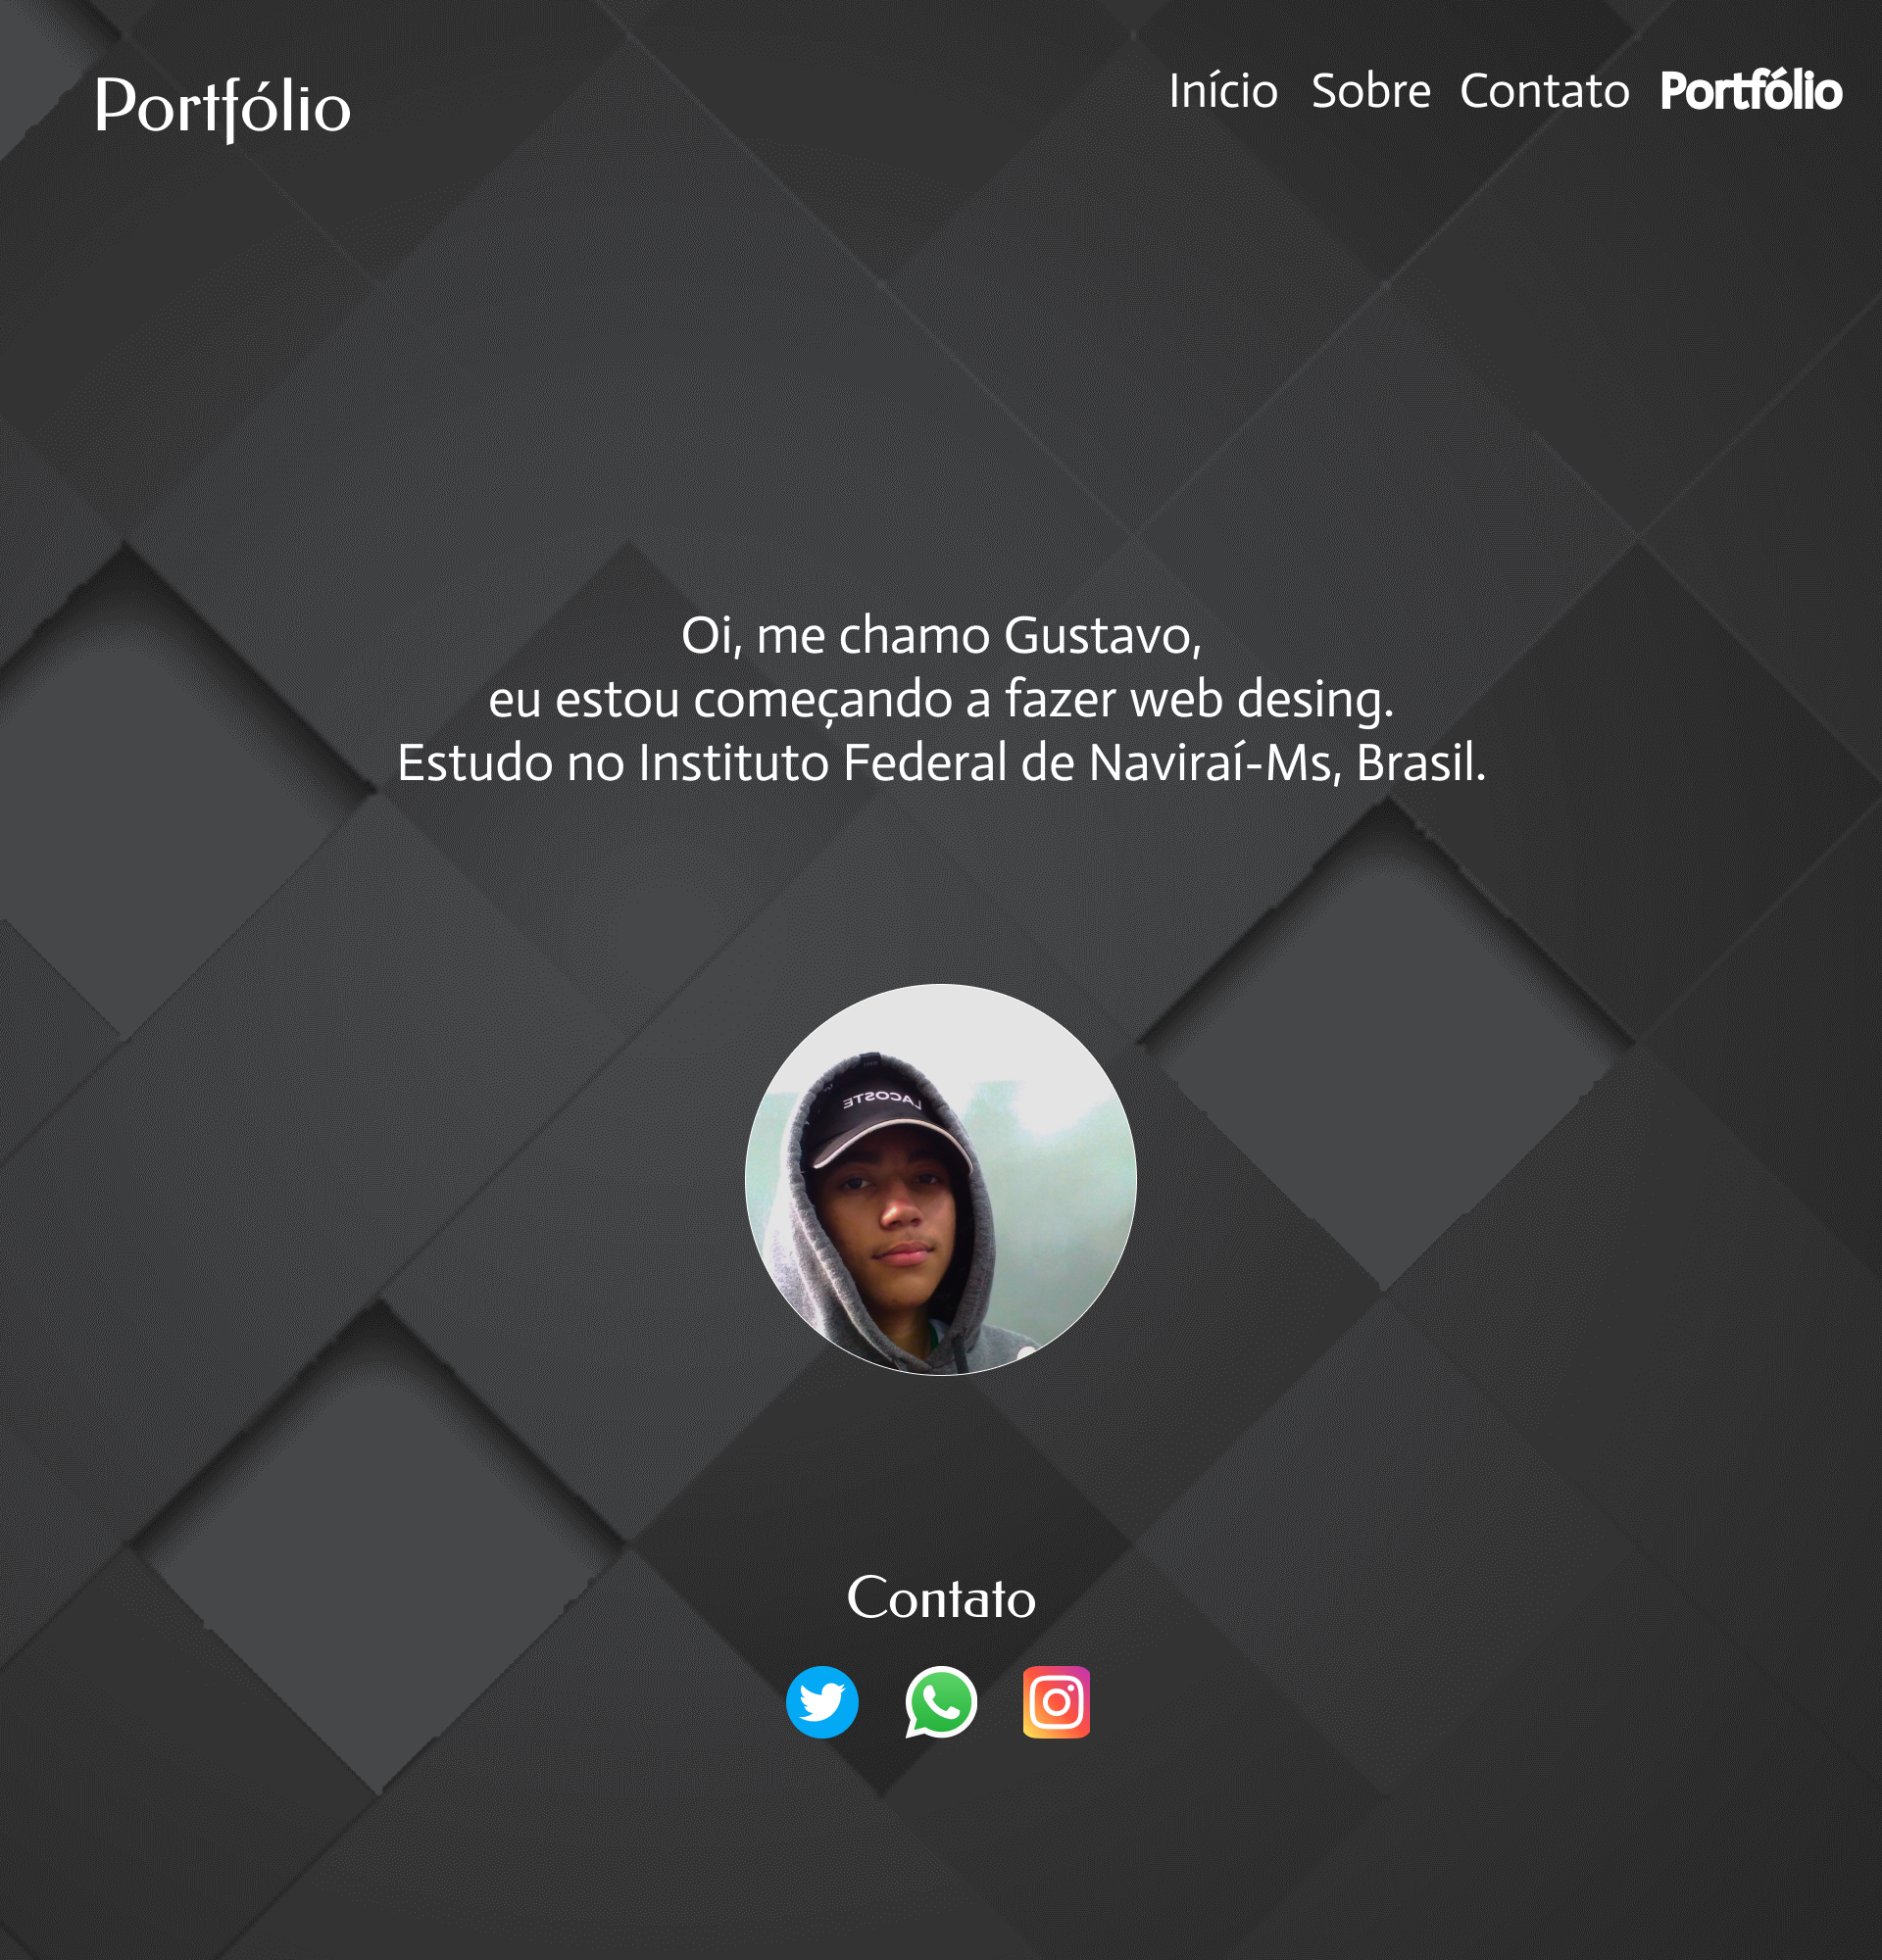 Portfólio
Início Sobre Contato Portfólio
Oi, me chamo Gustavo,
eu estou começando a fazer web desing.
Estudo no Instituto Federal de Naviraí-Ms, Brasil.
LACOSTE
Contato